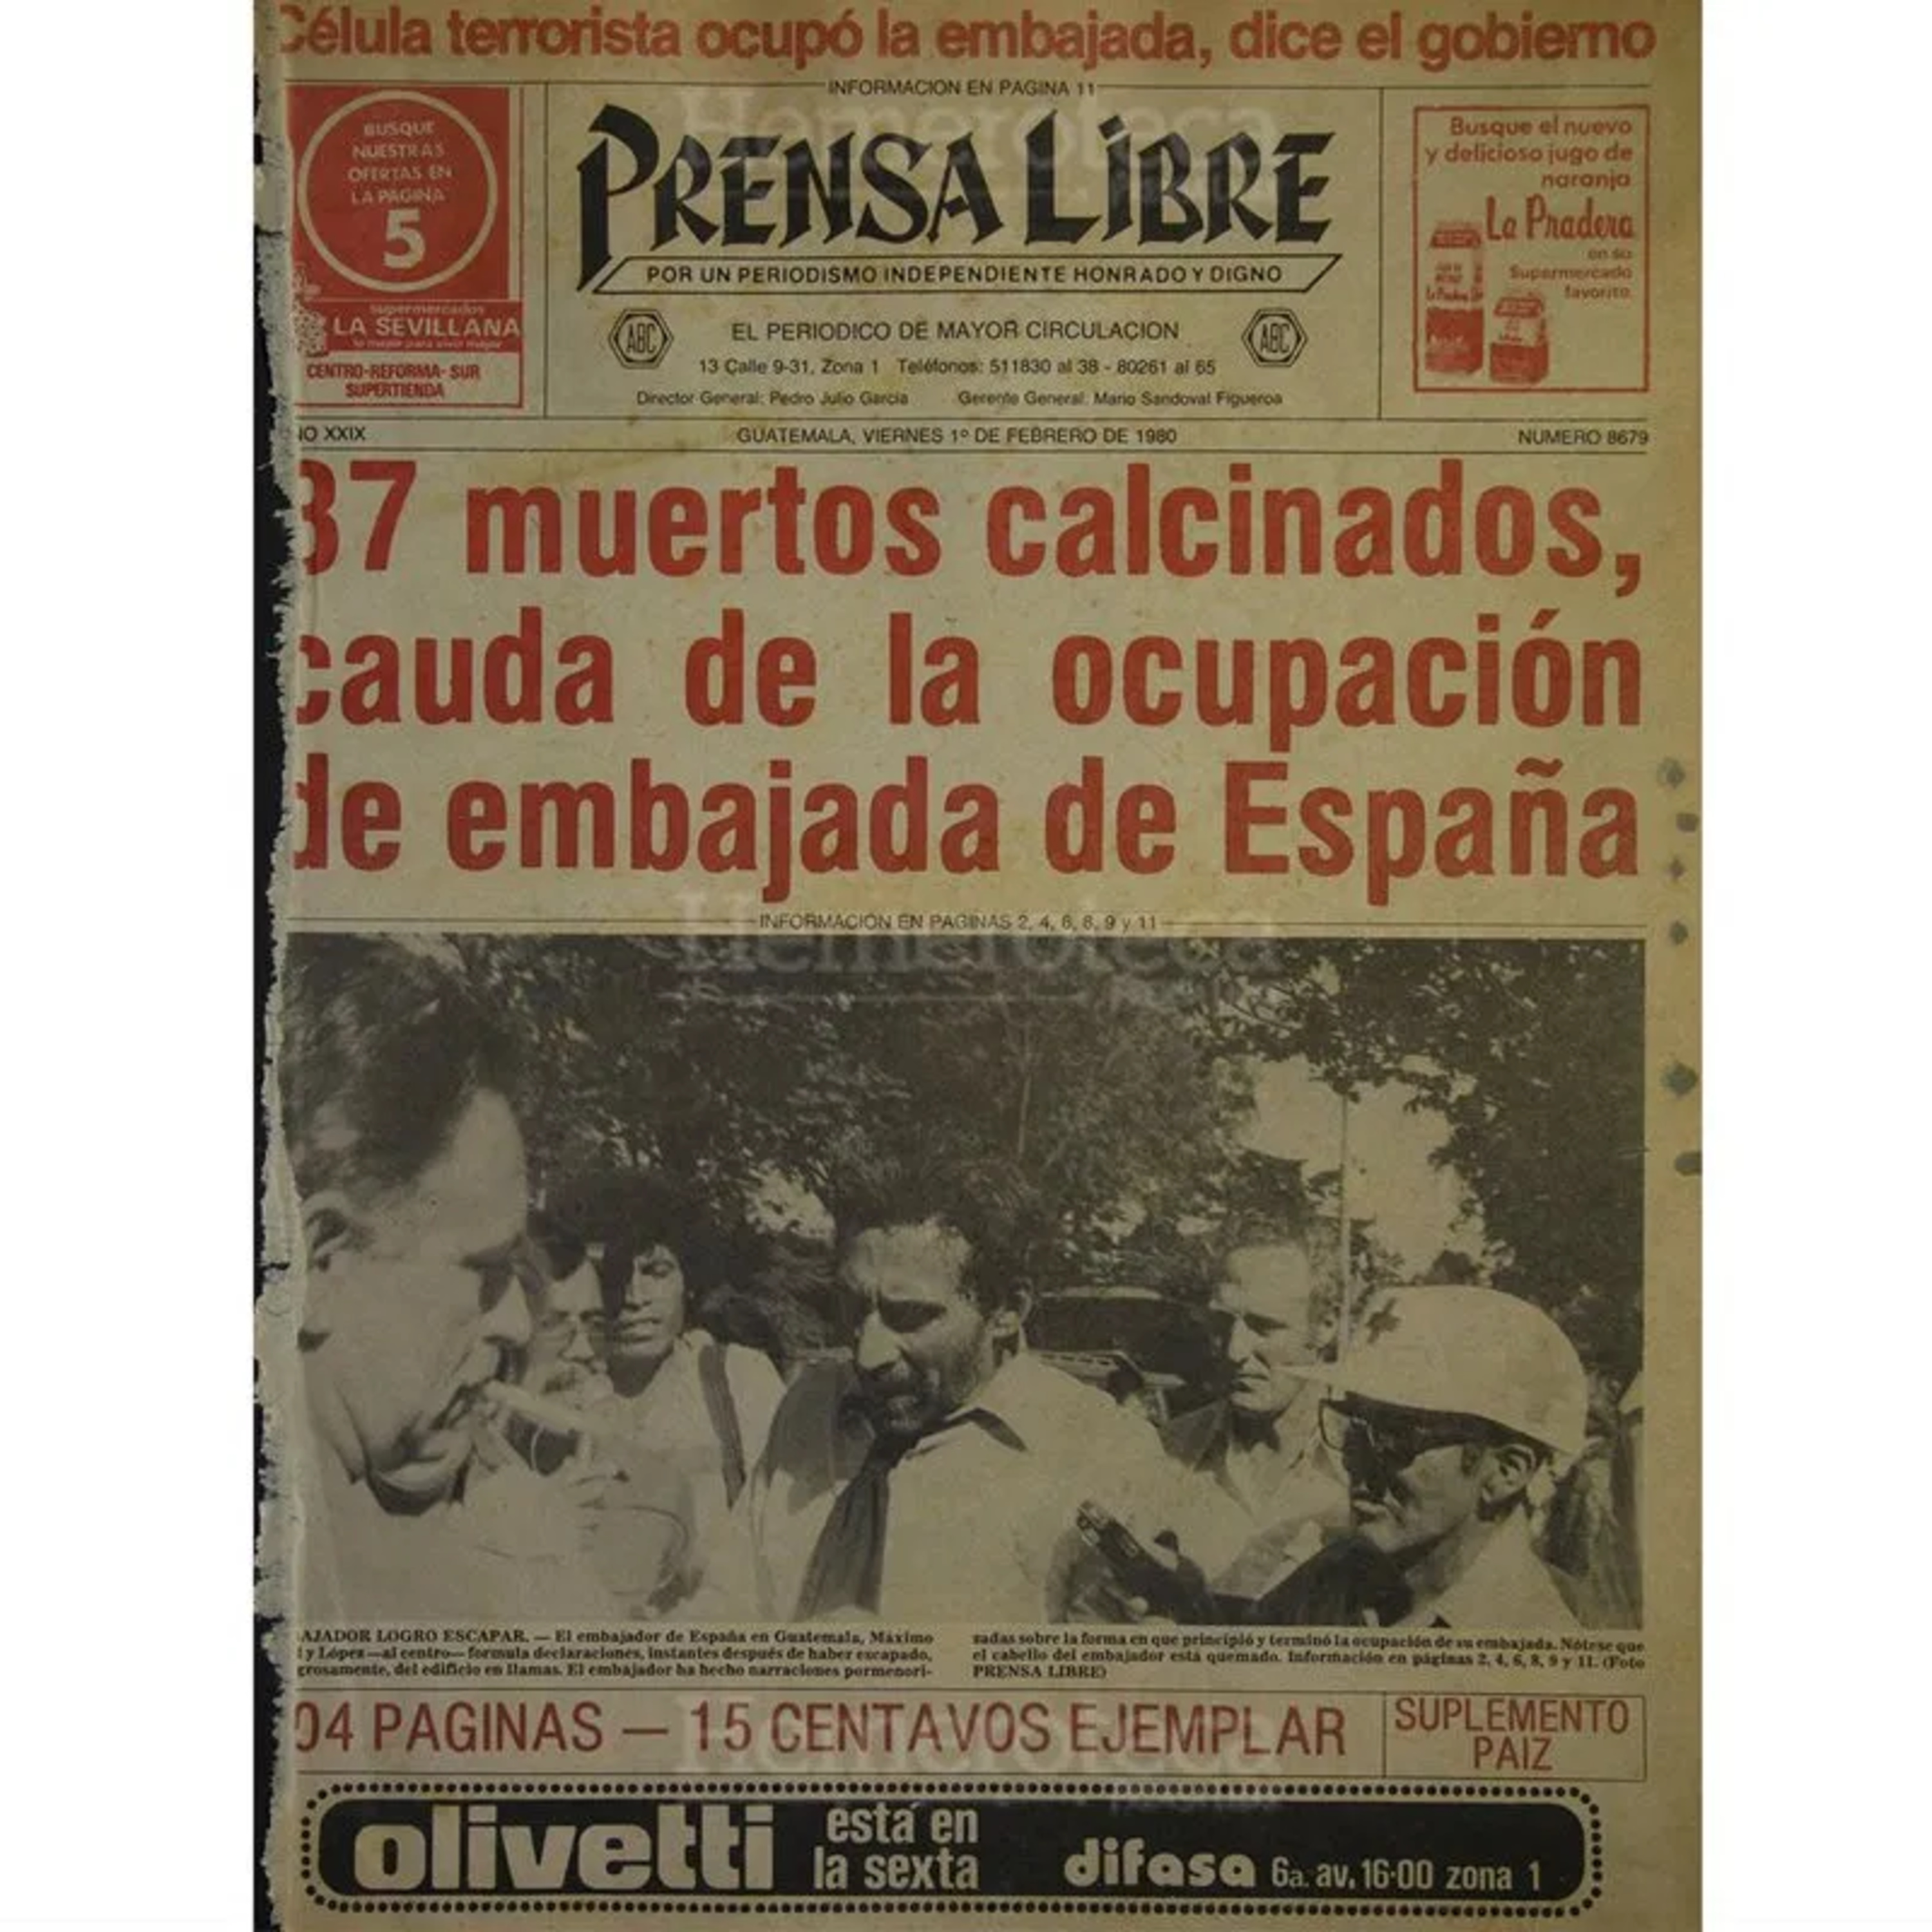 Célula terrorista ocupó la embajada, dice el gobierno
INFORMACION EN PAGINA 11
BUSQUE
NUESTRAS
OFERTAS EN
LA PAGINA
5
supermercados
LA SEVILLANA
lo mejor para vivir mejor
CENTRO-REFORMA-SUR
SUPERTIENDA
PRENSA LIBRE
POR UN PERIODISMO INDEPENDIENTE HONRADO Y DIGNO
ABC
EL PERIODICO DE MAYOR CIRCULACION
ABC
13 Calle 9-31, Zona 1 Teléfonos: 511830 al 38 - 80261 al 65
Director General: Pedro Julio García Gerente General: Mario Sandoval Figueroa
Busque el nuevo
y delicioso jugo de
naranja
La Pradera
en su
Supermercado
favorito.
NO XXIX
GUATEMALA, VIERNES 1º DE FEBRERO DE 1980
NUMERO 8679
37 muertos calcinados,
cauda de la ocupación
de embajada de España
INFORMACION EN PAGINAS 2, 4, 6, 8, 9 y 11
AJADOR LOGRO ESCAPAR. — El embajador de España en Guatemala, Máximo
y López —al centro— formula declaraciones, instantes después de haber escapado,
grosamente, del edificio en llamas. El embajador ha hecho narraciones pormenori-
zadas sobre la forma en que principió y terminó la ocupación de su embajada. Nótese que
el cabello del embajador está quemado. Información en páginas 2, 4, 6, 8, 9 y 11. (Foto
PRENSA LIBRE)
04 PAGINAS — 15 CENTAVOS EJEMPLAR
SUPLEMENTO
PAIZ
olivetti
está en
la sexta
difasa 6a. av. 16-00 zona 1
Hemeroteca
Hemeroteca
Hemeroteca